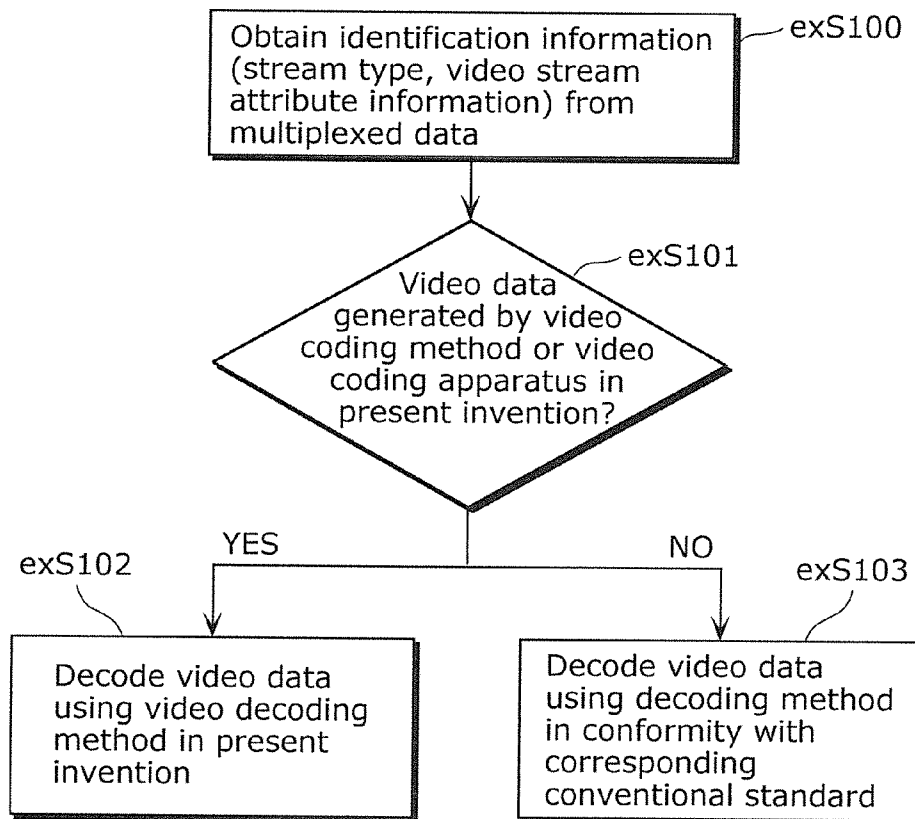 exS100
Obtain identification information
(stream type, video stream
attribute information) from
multiplexed data
exS101
Video data
generated by video
coding method or video
coding apparatus in
present invention?
YES
NO
exS102
exS103
Decode video data
using video decoding
method in present
invention
Decode video data
using decoding method
in conformity with
corresponding
conventional standard